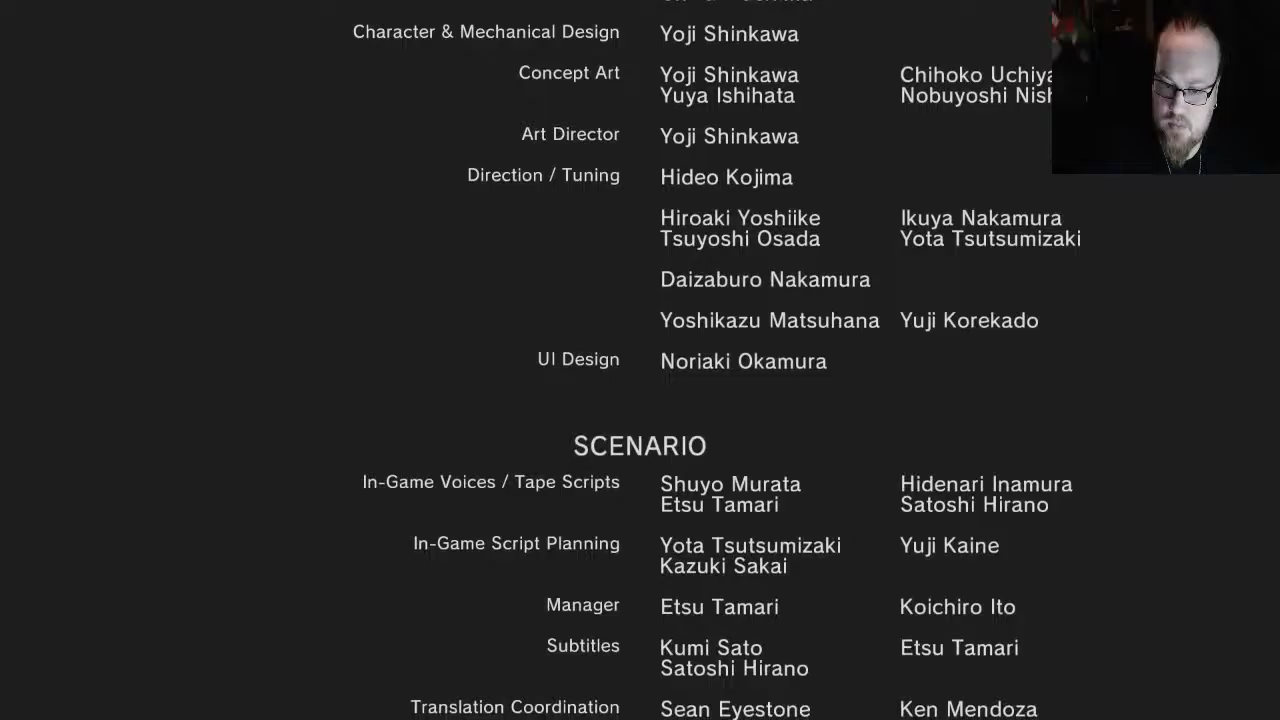 Character & Mechanical Design Yoji Shinkawa
Concept Art Yoji Shinkawa Chihoko
Yuya Ishihata Nobuyoshi
Art Director Yoji Shinkawa
Direction / Tuning Hideo Kojima
Hiroaki Yoshiike Ikuya Nakamura
Tsuyoshi Osada Yota Tsutsumizaki
Daizaburo Nakamura
Yoshikazu Matsuhana Yuji Korekado
UI Design Noriaki Okamura
SCENARIO
In-Game Voices / Tape Scripts Shuyo Murata Hidenari Inamura
Etsu Tamari Satoshi Hirano
In-Game Script Planning Yota Tsutsumizaki Yuji Kaine
Kazuki Sakai
Manager Etsu Tamari Koichiro Ito
Subtitles Kumi Sato Etsu Tamari
Satoshi Hirano
Translation Coordination Sean Eyestone Ken Mendoza